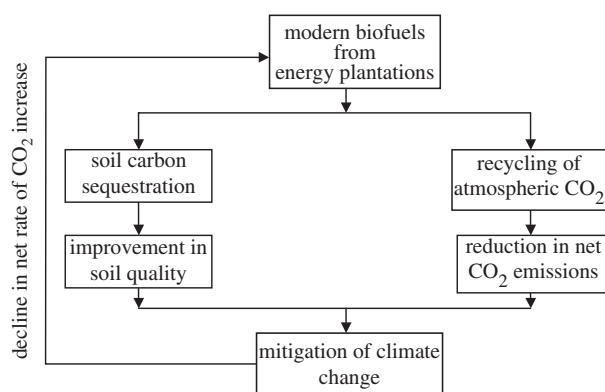 modern biofuels
from
energy plantations
decline in net rate of CO₂ increase
soil carbon
sequestration
recycling of
atmospheric CO₂
improvement in
soil quality
reduction in net
CO₂ emissions
mitigation of climate
change